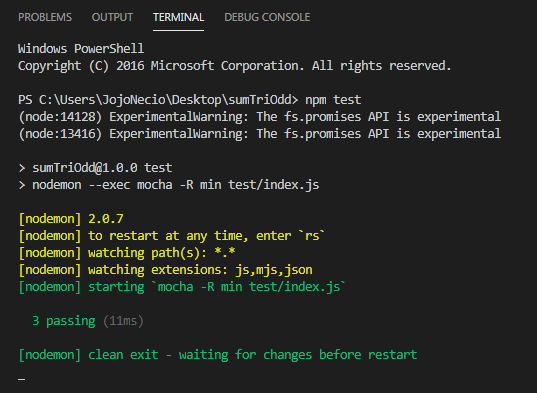 PROBLEMS OUTPUT TERMINAL DEBUG CONSOLE
Windows PowerShell
Copyright (C) 2016 Microsoft Corporation. All rights reserved.
PS C:\Users\JojoNecio\Desktop\sumTriOdd> npm test
(node:14128) ExperimentalWarning: The fs.promises API is experimental
(node:13416) ExperimentalWarning: The fs.promises API is experimental
> sumTriOdd@1.0.0 test
> nodemon --exec mocha -R min test/index.js
[nodemon] 2.0.7
[nodemon] to restart at any time, enter `rs`
[nodemon] watching path(s): *.*
[nodemon] watching extensions: js,mjs,json
[nodemon] starting `mocha -R min test/index.js`
3 passing (11ms)
[nodemon] clean exit - waiting for changes before restart